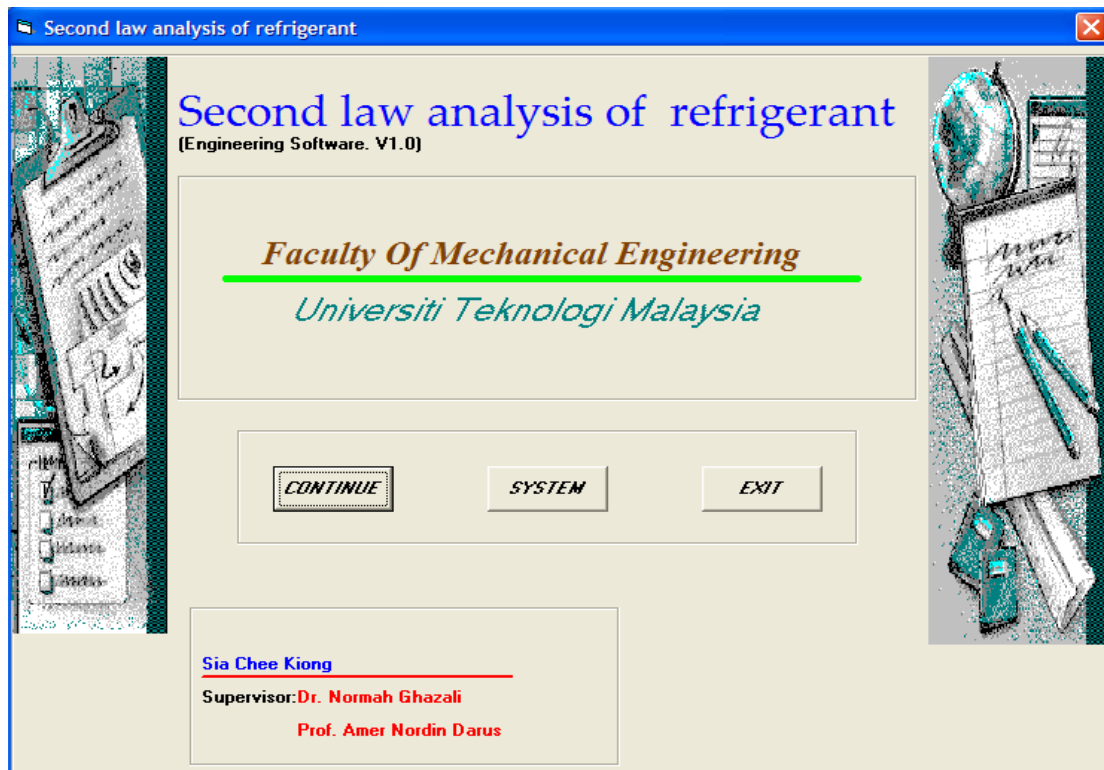 Second law analysis of refrigerant
Second law analysis of refrigerant
(Engineering Software. V1.0)
Faculty Of Mechanical Engineering
Universiti Teknologi Malaysia
CONTINUE
SYSTEM
EXIT
Sia Chee Kiong
Supervisor:Dr. Normah Ghazali
Prof. Amer Nordin Darus